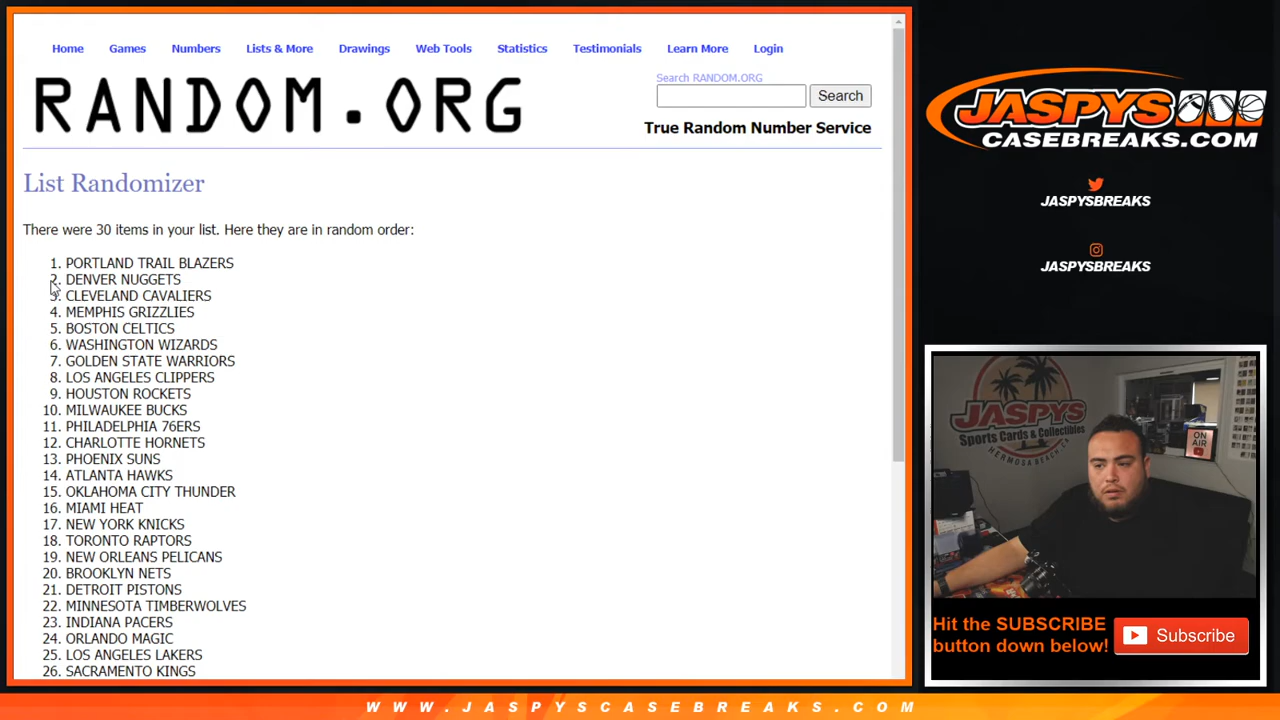 Home Games Numbers Lists & More Drawings Web Tools Statistics Testimonials Learn More Login
RANDOM.ORG
Search RANDOM.ORG
Search
True Random Number Service
List Randomizer
There were 30 items in your list. Here they are in random order:
1. PORTLAND TRAIL BLAZERS
2. DENVER NUGGETS
3. CLEVELAND CAVALIERS
4. MEMPHIS GRIZZLIES
5. BOSTON CELTICS
6. WASHINGTON WIZARDS
7. GOLDEN STATE WARRIORS
8. LOS ANGELES CLIPPERS
9. HOUSTON ROCKETS
10. MILWAUKEE BUCKS
11. PHILADELPHIA 76ERS
12. CHARLOTTE HORNETS
13. PHOENIX SUNS
14. ATLANTA HAWKS
15. OKLAHOMA CITY THUNDER
16. MIAMI HEAT
17. NEW YORK KNICKS
18. TORONTO RAPTORS
19. NEW ORLEANS PELICANS
20. BROOKLYN NETS
21. DETROIT PISTONS
22. MINNESOTA TIMBERWOLVES
23. INDIANA PACERS
24. ORLANDO MAGIC
25. LOS ANGELES LAKERS
26. SACRAMENTO KINGS
JASPYS
CASEBREAKS.COM
JASPYSBREAKS
JASPYSBREAKS
JASPYS
Sports Cards & Collectibles
HERMOSA BEACH, CA
ON
AIR
Hit the SUBSCRIBE
button down below!
Subscribe
WWW.JASPYSCASEBREAKS.COM